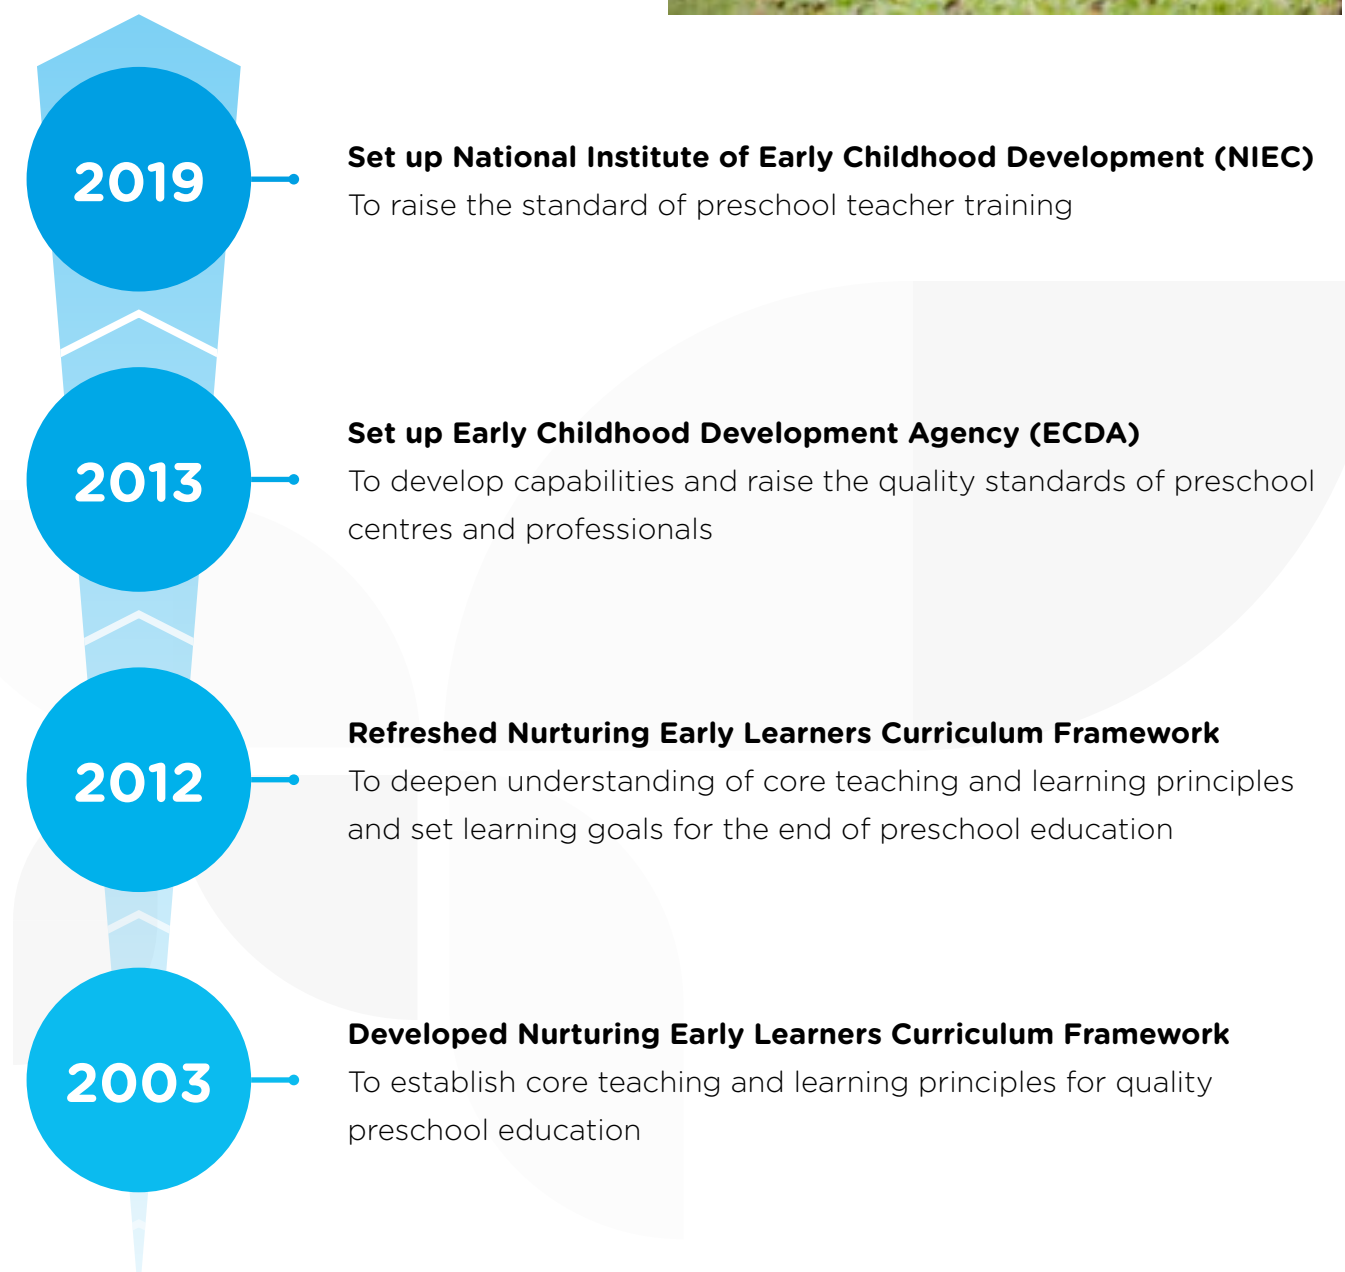 2019
Set up National Institute of Early Childhood Development (NIEC)
To raise the standard of preschool teacher training
2013
Set up Early Childhood Development Agency (ECDA)
To develop capabilities and raise the quality standards of preschool
centres and professionals
2012
Refreshed Nurturing Early Learners Curriculum Framework
To deepen understanding of core teaching and learning principles
and set learning goals for the end of preschool education
2003
Developed Nurturing Early Learners Curriculum Framework
To establish core teaching and learning principles for quality
preschool education